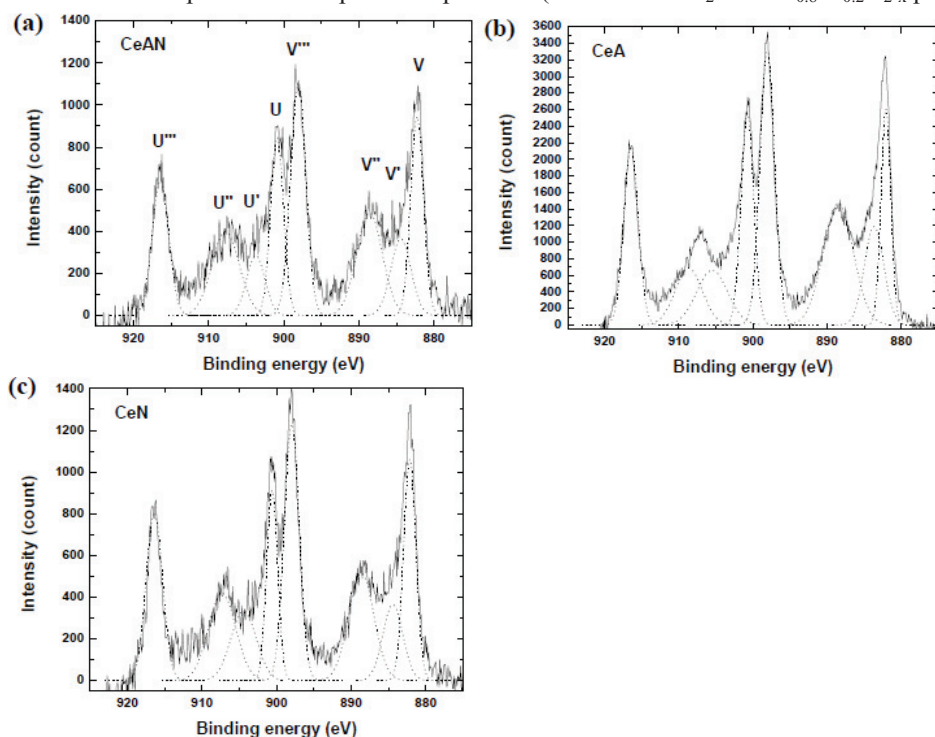 (a)
CeAN
Intensity (count)
1400
1200
1000
800
600
400
200
0
U'''
U''
U'
U
V'''
V''
V'
V
920
910
900
890
880
Binding energy (eV)
(b)
CeA
Intensity (count)
3600
3400
3200
3000
2800
2600
2400
2200
2000
1800
1600
1400
1200
1000
800
600
400
200
0
920
910
900
890
880
Binding energy (eV)
(c)
CeN
Intensity (count)
1400
1200
1000
800
600
400
200
0
920
910
900
890
880
Binding energy (eV)